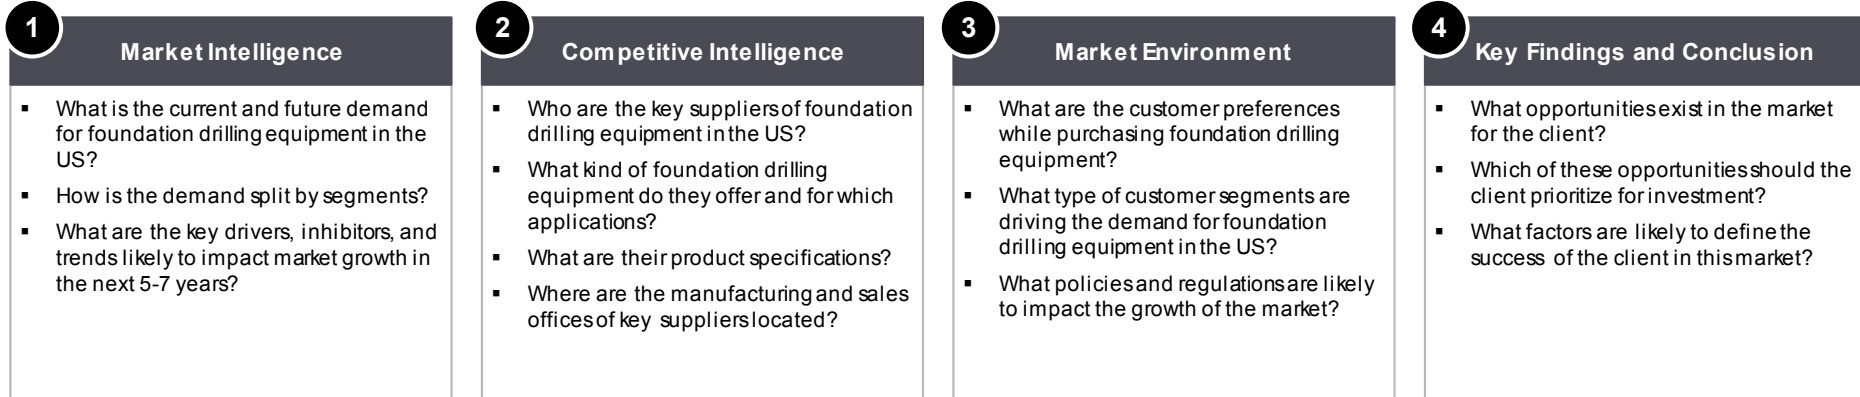 1
Market Intelligence
▪ What is the current and future demand
for foundation drilling equipment in the
US?
▪ How is the demand split by segments?
▪ What are the key drivers, inhibitors, and
trends likely to impact market growth in
the next 5-7 years?
2
Competitive Intelligence
▪ Who are the key suppliers of foundation
drilling equipment in the US?
▪ What kind of foundation drilling
equipment do they offer and for which
applications?
▪ What are their product specifications?
▪ Where are the manufacturing and sales
offices of key suppliers located?
3
Market Environment
▪ What are the customer preferences
while purchasing foundation drilling
equipment?
▪ What type of customer segments are
driving the demand for foundation
drilling equipment in the US?
▪ What policies and regulations are likely
to impact the growth of the market?
4
Key Findings and Conclusion
▪ What opportunities exist in the market
for the client?
▪ Which of these opportunities should the
client prioritize for investment?
▪ What factors are likely to define the
success of the client in this market?